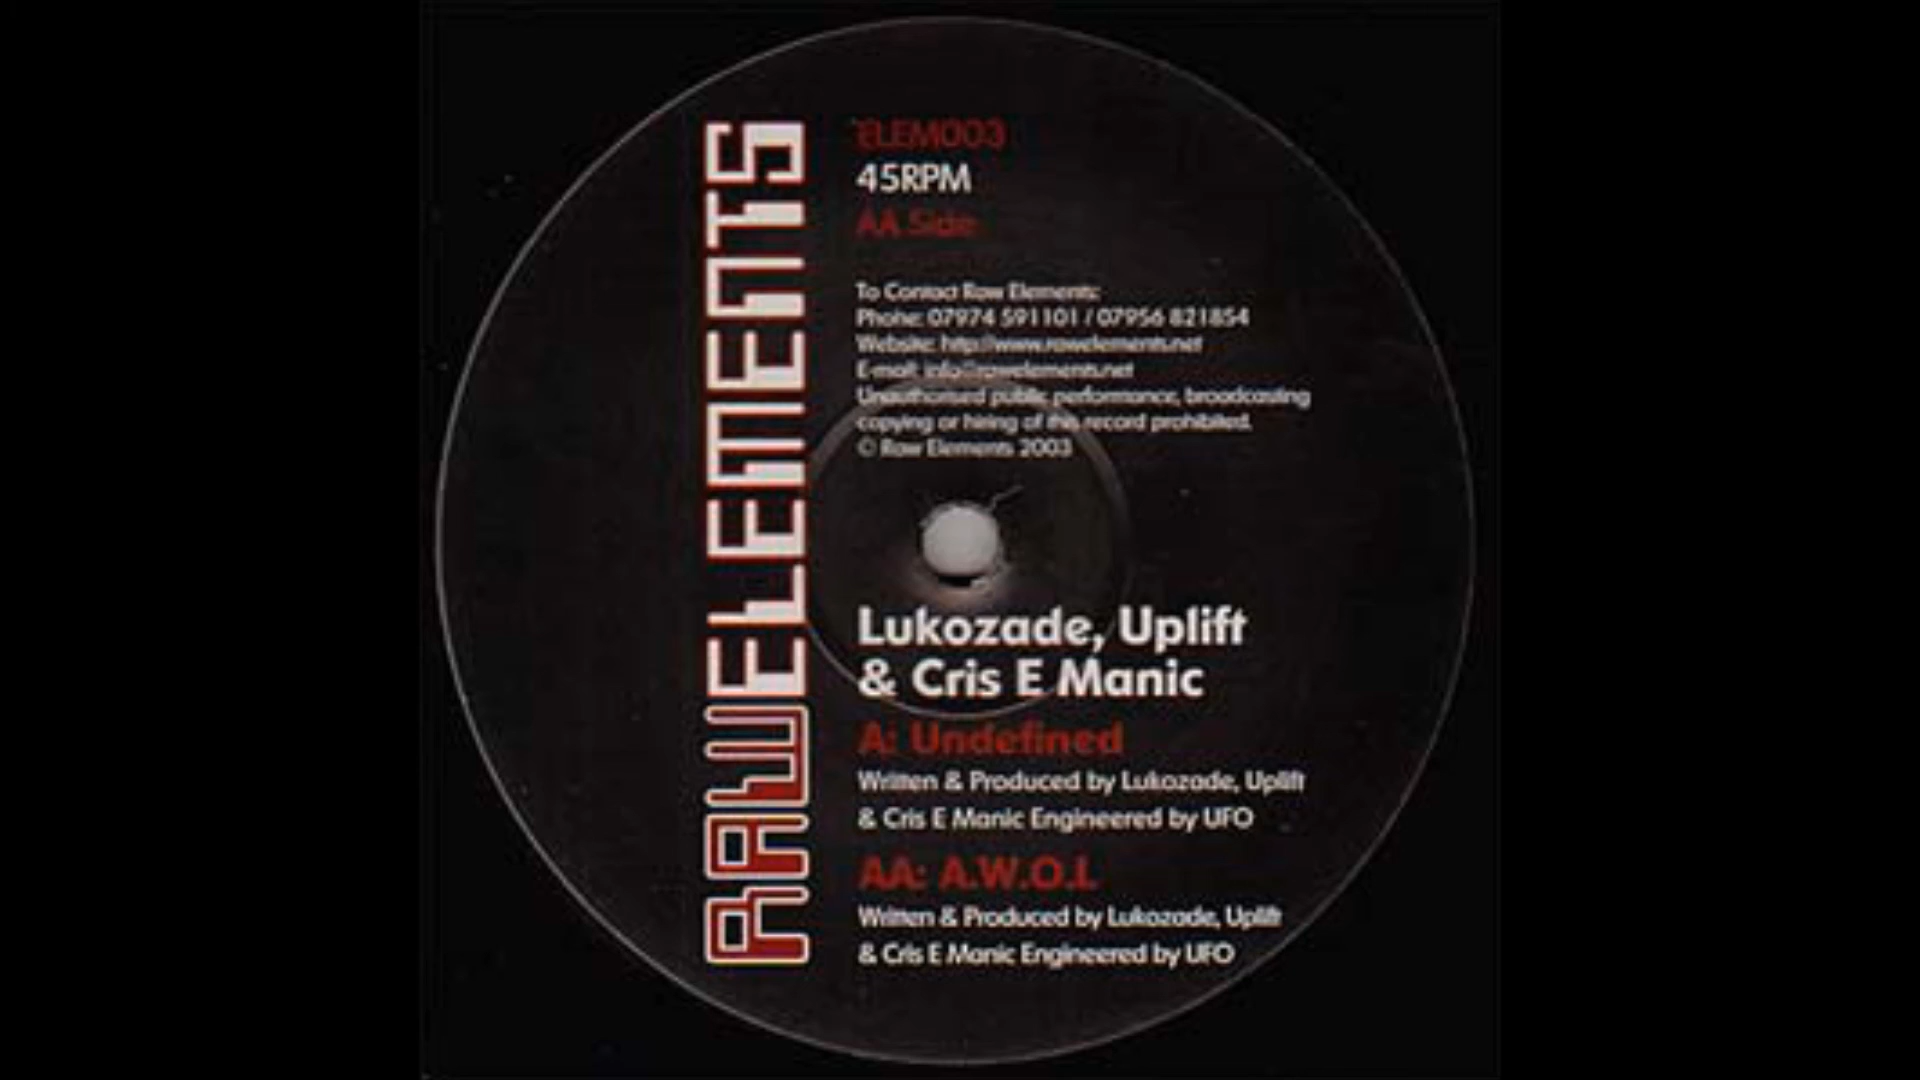 RAWELEMENTS
ELEM003
45RPM
AA Side
To Contact Raw Elements:
Phone: 07974 591101 / 07956 821854
Website: http://www.rawelements.net
E-mail: info@rawelements.net
Unauthorised public performance, broadcasting
copying or hiring of this record prohibited.
© Raw Elements 2003
Lukozade, Uplift
& Cris E Manic
A: Undefined
Written & Produced by Lukozade, Uplift
& Cris E Manic Engineered by UFO
AA: A.W.O.L
Written & Produced by Lukozade, Uplift
& Cris E Manic Engineered by UFO